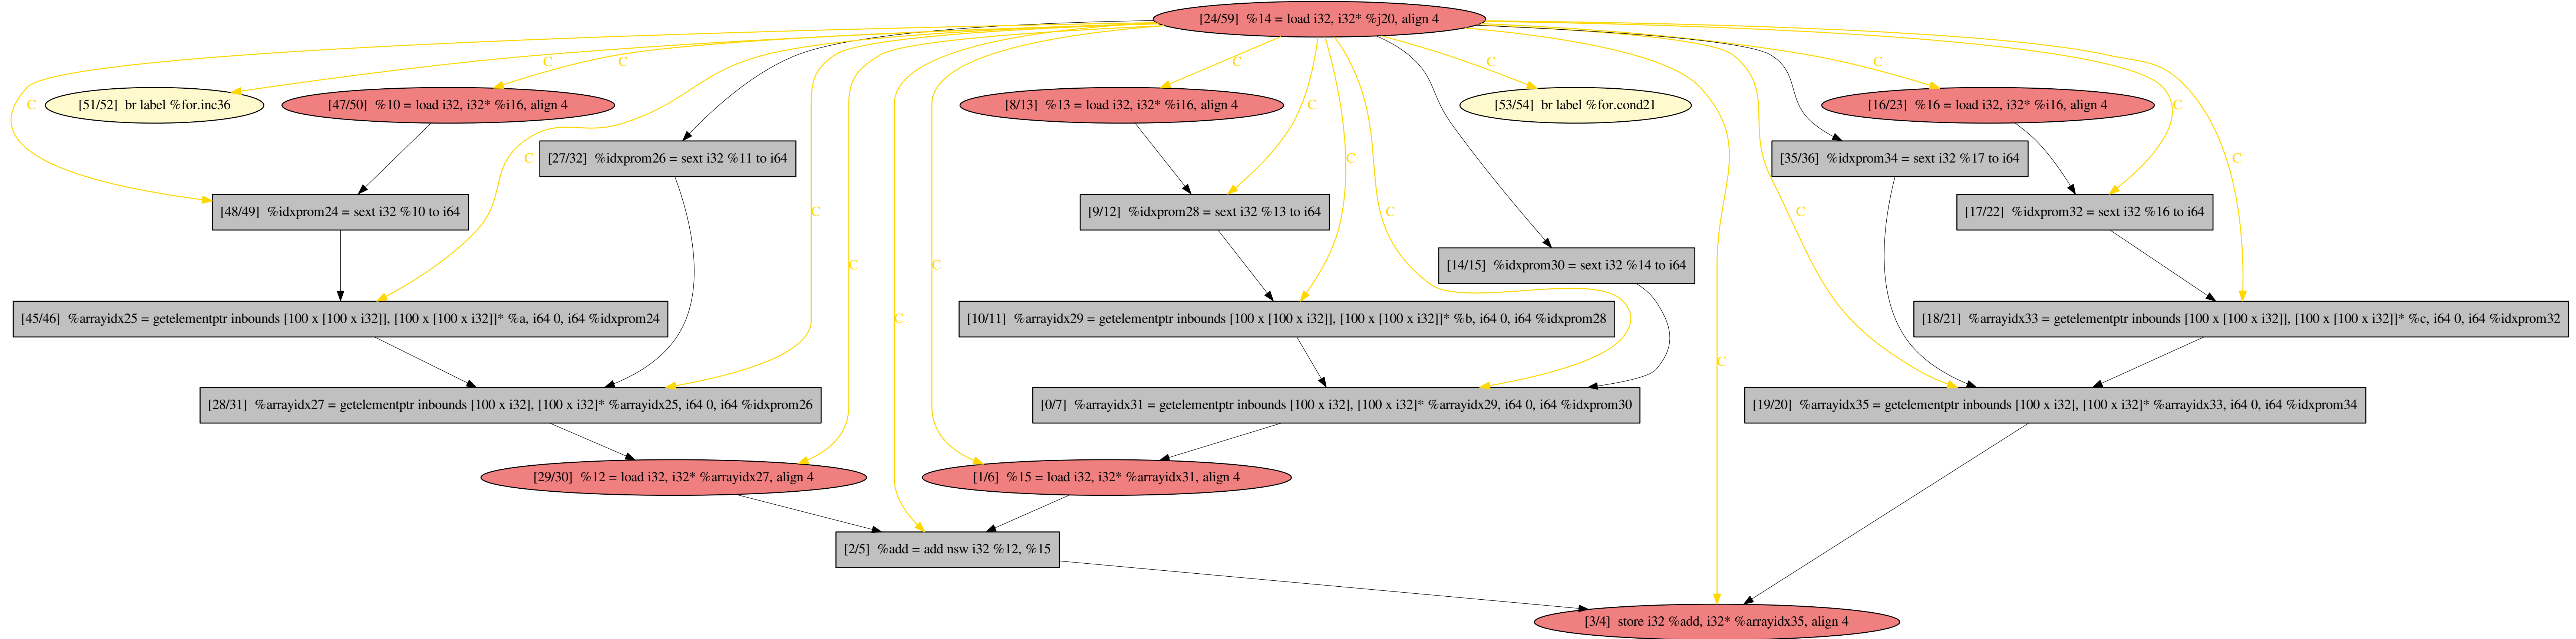 [24/59]  %14 = load i32, i32* %j20, align 4
C
C
C
C
C
C
[51/52]  br label %for.inc36
[47/50]  %10 = load i32, i32* %i16, align 4
[8/13]  %13 = load i32, i32* %i16, align 4
[53/54]  br label %for.cond21
[16/23]  %16 = load i32, i32* %i16, align 4
C
C
C
C
C
C
[27/32]  %idxprom26 = sext i32 %11 to i64
[35/36]  %idxprom34 = sext i32 %17 to i64
[48/49]  %idxprom24 = sext i32 %10 to i64
[9/12]  %idxprom28 = sext i32 %13 to i64
[17/22]  %idxprom32 = sext i32 %16 to i64
C
C
C
C
C
C
[14/15]  %idxprom30 = sext i32 %14 to i64
[45/46]  %arrayidx25 = getelementptr inbounds [100 x [100 x i32]], [100 x [100 x i32]]* %a, i64 0, i64 %idxprom24
[10/11]  %arrayidx29 = getelementptr inbounds [100 x [100 x i32]], [100 x [100 x i32]]* %b, i64 0, i64 %idxprom28
[18/21]  %arrayidx33 = getelementptr inbounds [100 x [100 x i32]], [100 x [100 x i32]]* %c, i64 0, i64 %idxprom32
C
[28/31]  %arrayidx27 = getelementptr inbounds [100 x i32], [100 x i32]* %arrayidx25, i64 0, i64 %idxprom26
[0/7]  %arrayidx31 = getelementptr inbounds [100 x i32], [100 x i32]* %arrayidx29, i64 0, i64 %idxprom30
[19/20]  %arrayidx35 = getelementptr inbounds [100 x i32], [100 x i32]* %arrayidx33, i64 0, i64 %idxprom34
[29/30]  %12 = load i32, i32* %arrayidx27, align 4
[1/6]  %15 = load i32, i32* %arrayidx31, align 4
[2/5]  %add = add nsw i32 %12, %15
[3/4]  store i32 %add, i32* %arrayidx35, align 4